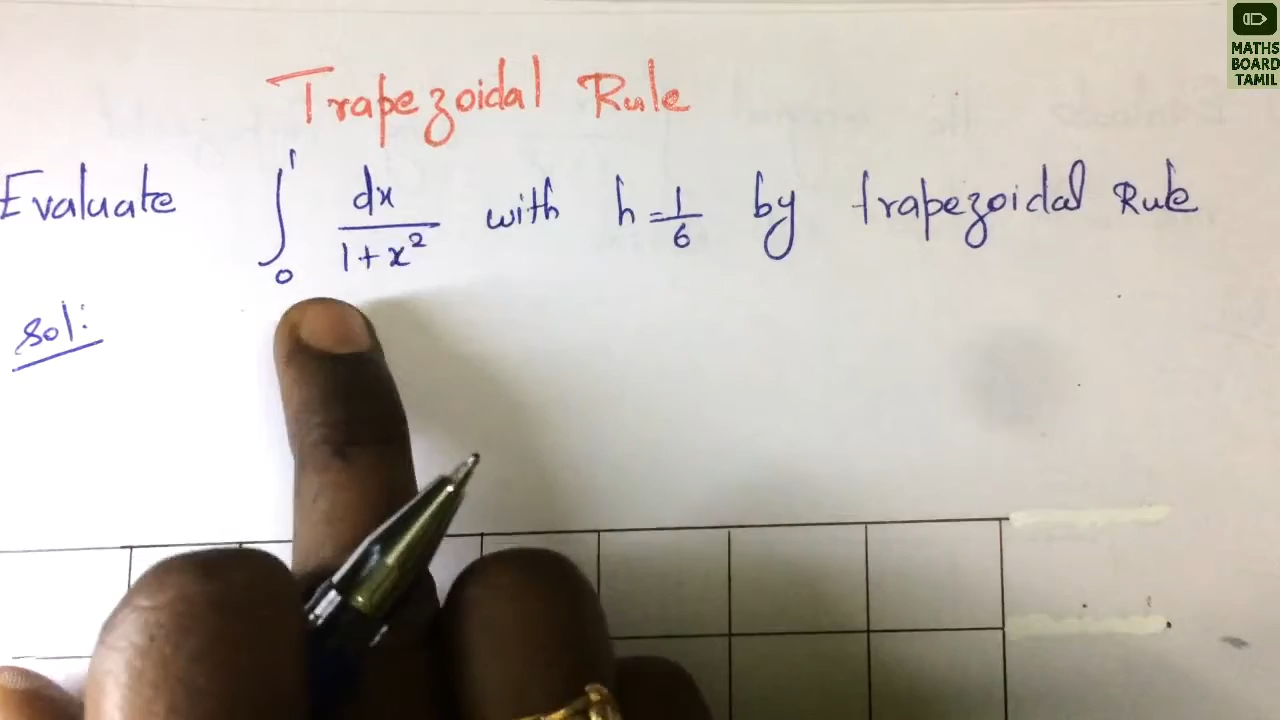 MATHS
BOARD
TAMIL
Trapezoidal Rule
Evaluate ∫₀¹ dx/(1+x²) with h=1/6 by trapezoidal Rule
Sol: